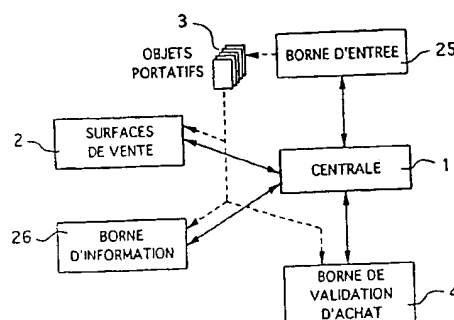 3
OBJETS
PORTATIFS
BORNE D'ENTREE
25
2
SURFACES
DE VENTE
CENTRALE
1
26
BORNE
D'INFORMATION
BORNE DE
VALIDATION
D'ACHAT
4